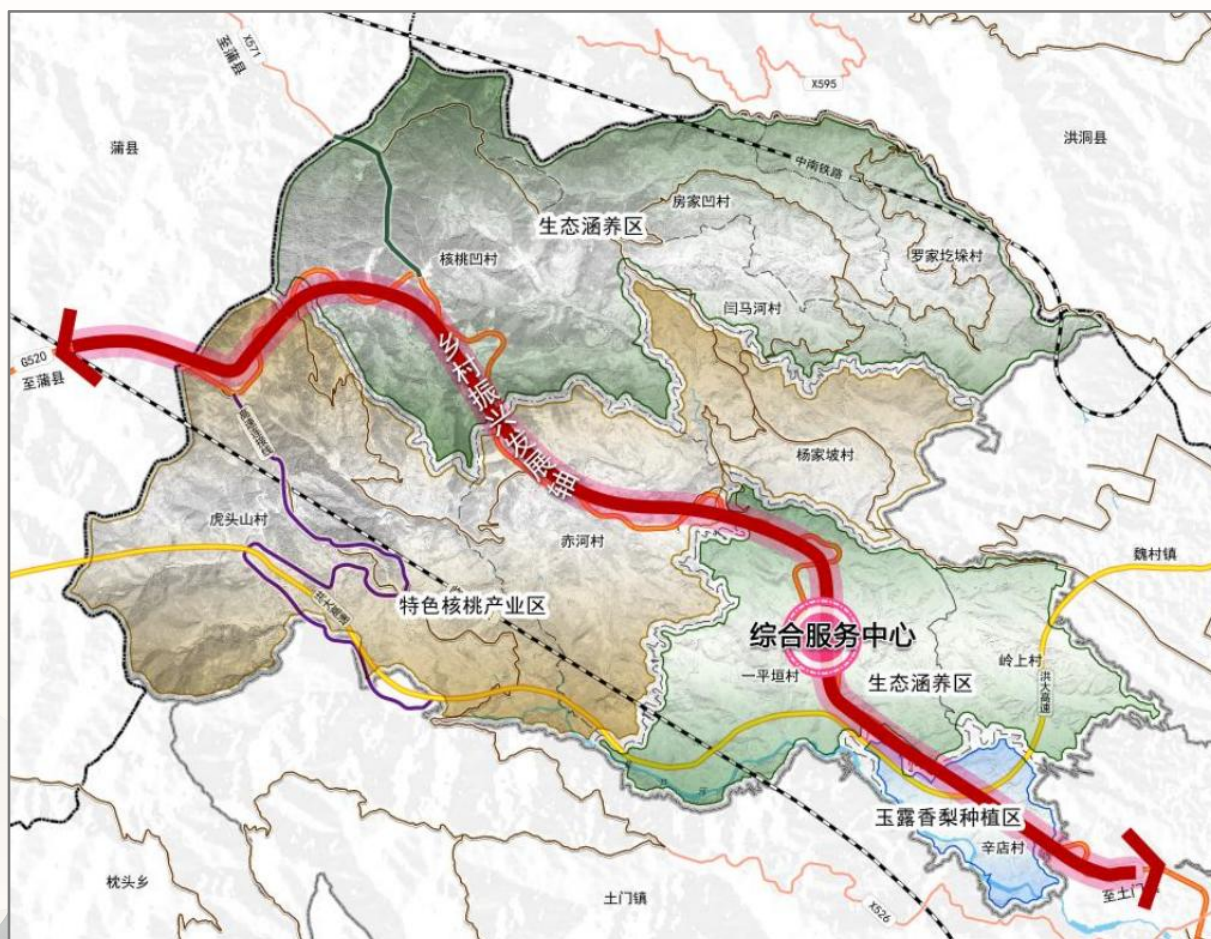 X571
至蒲县
X595
蒲县
洪洞县
中南铁路
房家凹村
生态涵养区
核桃凹村
罗家圪垛村
闫马河村
G520
至蒲县
乡村振兴发展轴
杨家坡村
虎头山村
赤河村
魏村镇
特色核桃产业区
综合服务中心
一平垣村
岭上村
生态涵养区
洪大高速
玉露香梨种植区
辛店村
枕头乡
土门镇
至土门
X526